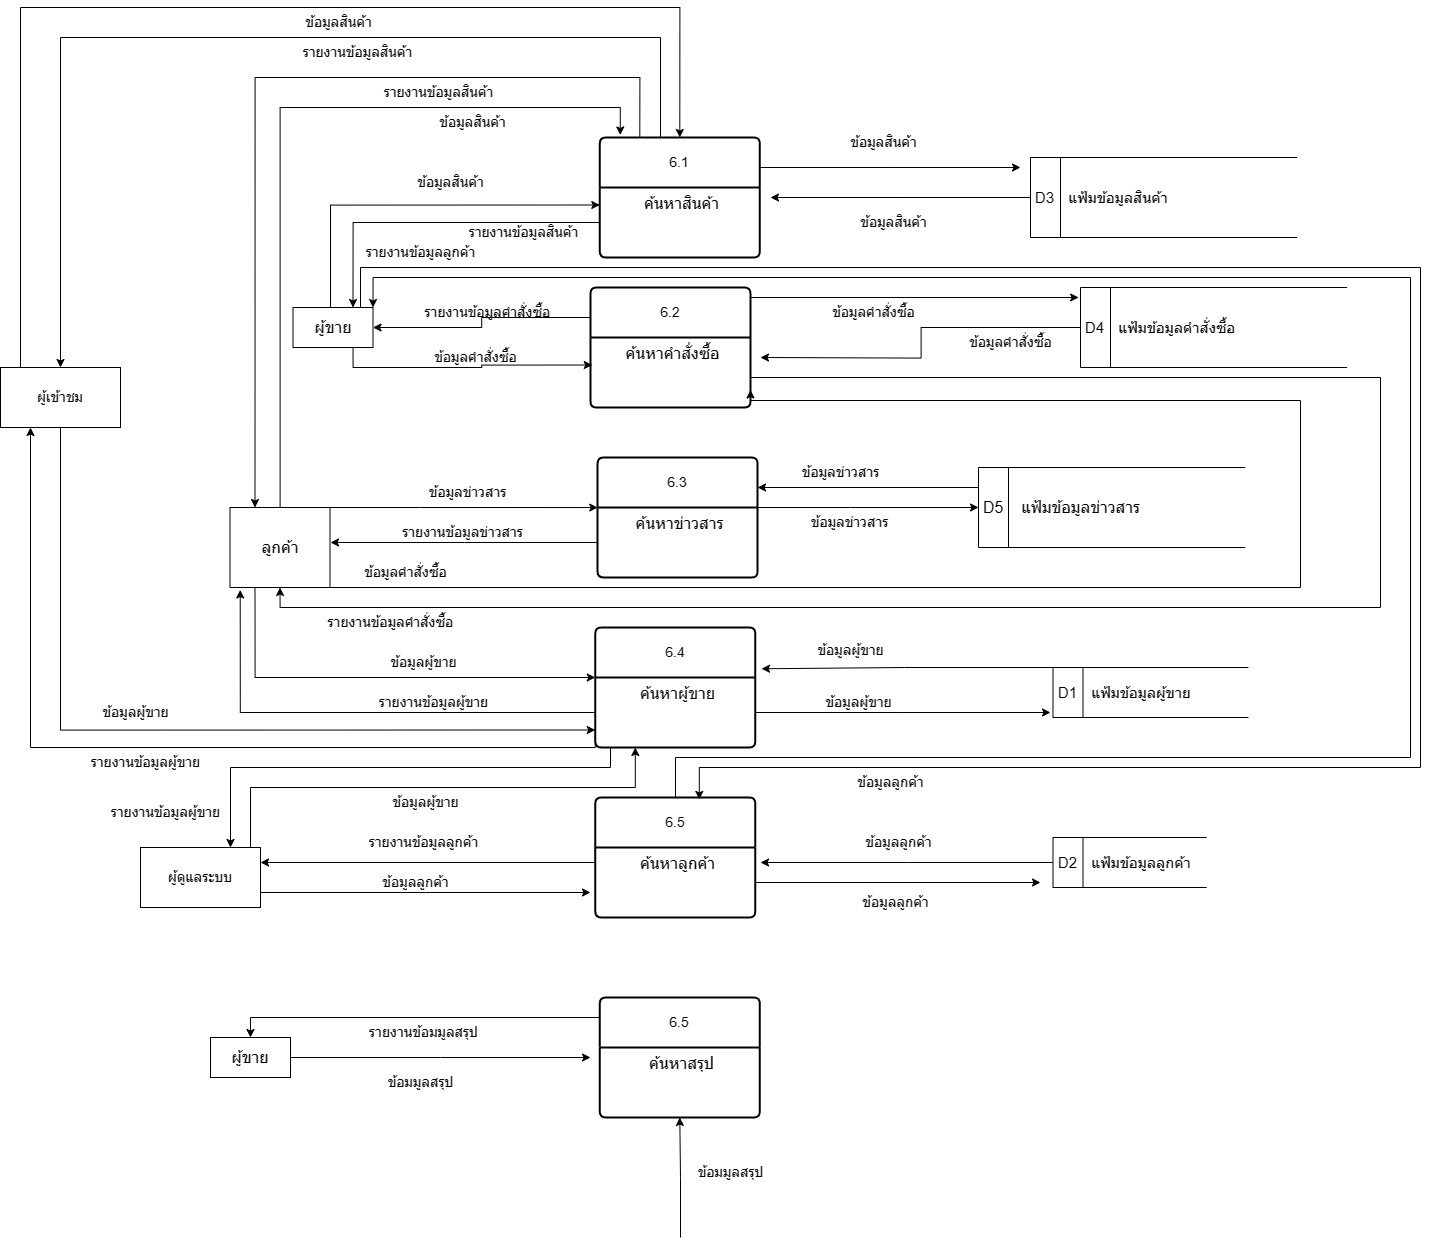 ข้อมูลสินค้า
รายงานข้อมูลสินค้า
รายงานข้อมูลสินค้า
ข้อมูลสินค้า
6.1
ค้นหาสินค้า
ข้อมูลสินค้า
D3
แฟ้มข้อมูลสินค้า
ข้อมูลสินค้า
ข้อมูลสินค้า
รายงานข้อมูลสินค้า
รายงานข้อมูลลูกค้า
ผู้ขาย
รายงานข้อมูลคำสั่งซื้อ
ข้อมูลคำสั่งซื้อ
6.2
ค้นหาคำสั่งซื้อ
ข้อมูลคำสั่งซื้อ
ข้อมูลคำสั่งซื้อ
D4
แฟ้มข้อมูลคำสั่งซื้อ
ผู้เข้าชม
ข้อมูลข่าวสาร
รายงานข้อมูลข่าวสาร
6.3
ค้นหาข่าวสาร
ข้อมูลข่าวสาร
ข้อมูลข่าวสาร
D5
แฟ้มข้อมูลข่าวสาร
ลูกค้า
ข้อมูลคำสั่งซื้อ
รายงานข้อมูลคำสั่งซื้อ
ข้อมูลผู้ขาย
รายงานข้อมูลผู้ขาย
6.4
ค้นหาผู้ขาย
ข้อมูลผู้ขาย
ข้อมูลผู้ขาย
D1
แฟ้มข้อมูลผู้ขาย
ข้อมูลผู้ขาย
รายงานข้อมูลผู้ขาย
รายงานข้อมูลผู้ขาย
ข้อมูลผู้ขาย
ข้อมูลลูกค้า
รายงานข้อมูลลูกค้า
ข้อมูลลูกค้า
ผู้ดูแลระบบ
6.5
ค้นหาลูกค้า
ข้อมูลลูกค้า
ข้อมูลลูกค้า
D2
แฟ้มข้อมูลลูกค้า
6.5
ค้นหาสรุป
รายงานข้อมมูลสรุป
ผู้ขาย
ข้อมมูลสรุป
ข้อมมูลสรุป